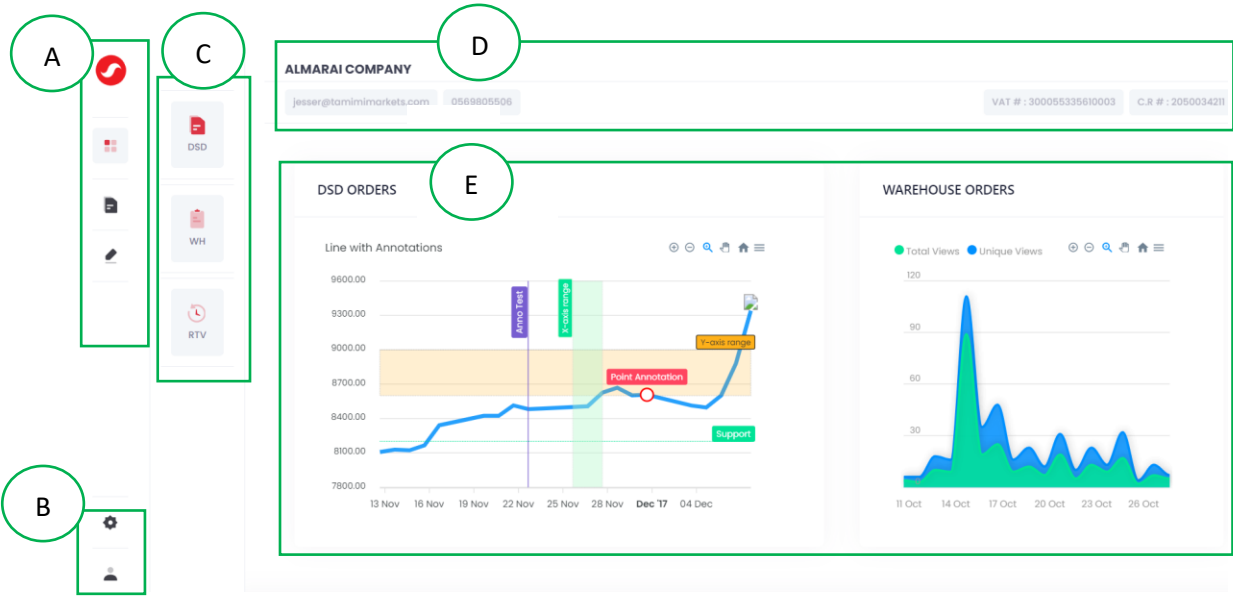 A
C
D
ALMARAI COMPANY
jesser@tamimimarkets.com 0569805506 VAT # : 300055335610003 C.R # : 2050034211
DSD
WH
RTV
B
E
DSD ORDERS
Line with Annotations
9600.00
9300.00
9000.00
8700.00
8400.00
8100.00
7800.00
Anno Test
X-axis range
Y-axis range
Point Annotation
Support
13 Nov 16 Nov 19 Nov 22 Nov 25 Nov 28 Nov Dec '17 04 Dec
WAREHOUSE ORDERS
Total Views Unique Views
120
90
60
30
11 Oct 14 Oct 17 Oct 20 Oct 23 Oct 26 Oct